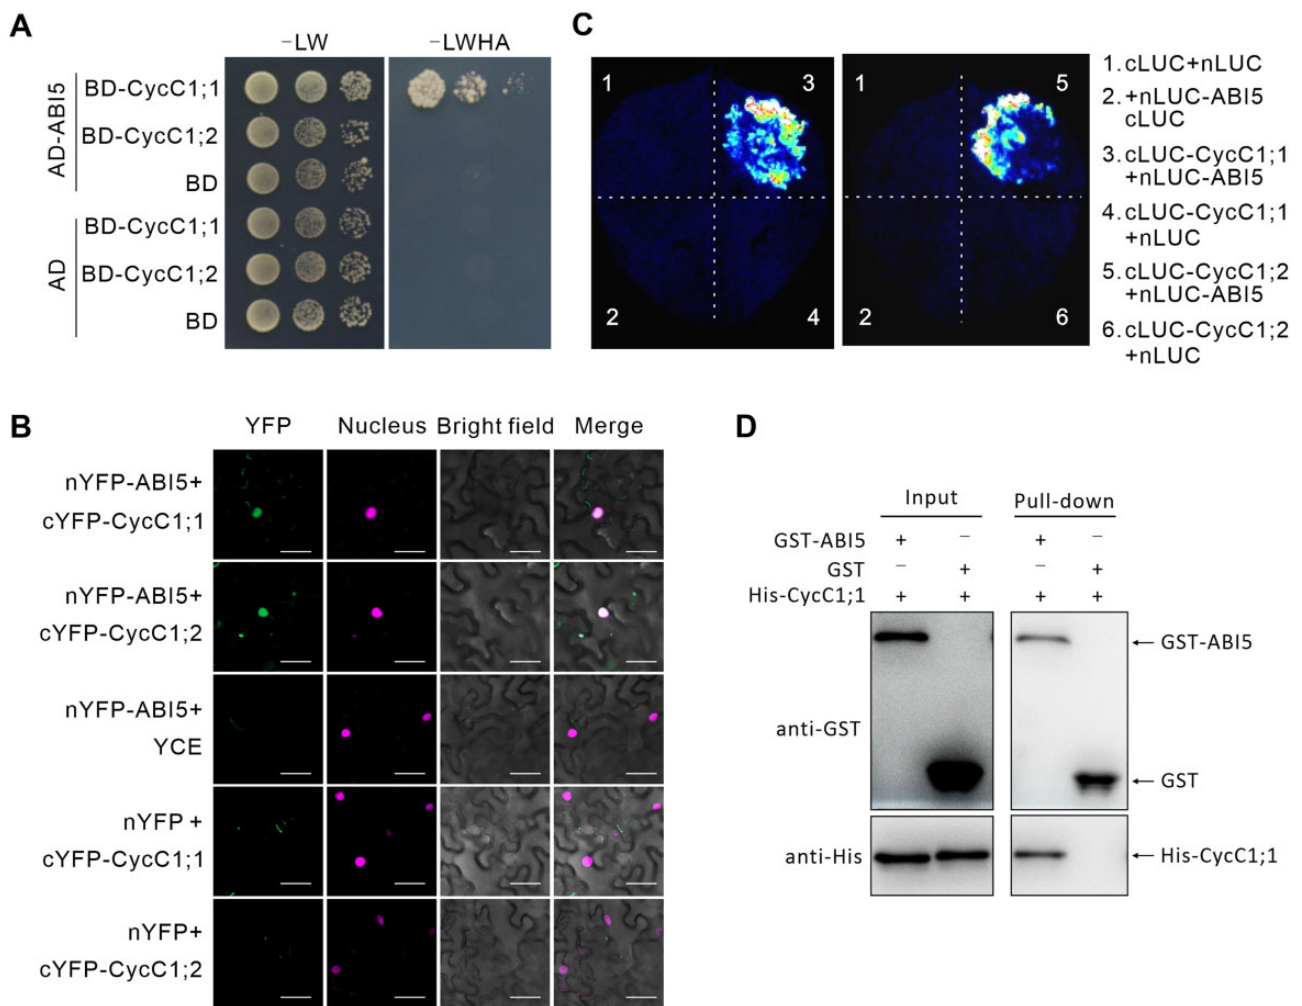 A
−LW
−LWHA
AD-ABI5
BD-CycC1;1
BD-CycC1;2
BD
AD
BD-CycC1;1
BD-CycC1;2
BD
C
1
3
2
4
1
5
2
6
1. cLUC+nLUC
2. +nLUC-ABI5
cLUC
3. cLUC-CycC1;1
+nLUC-ABI5
4. cLUC-CycC1;1
+nLUC
5. cLUC-CycC1;2
+nLUC-ABI5
6. cLUC-CycC1;2
+nLUC
B
YFP
Nucleus
Bright field
Merge
nYFP-ABI5+
cYFP-CycC1;1
nYFP-ABI5+
cYFP-CycC1;2
nYFP-ABI5+
YCE
nYFP +
cYFP-CycC1;1
nYFP+
cYFP-CycC1;2
D
Input
Pull-down
GST-ABI5 + − + −
GST − + − +
His-CycC1;1 + + + +
anti-GST
GST-ABI5
GST
anti-His
His-CycC1;1